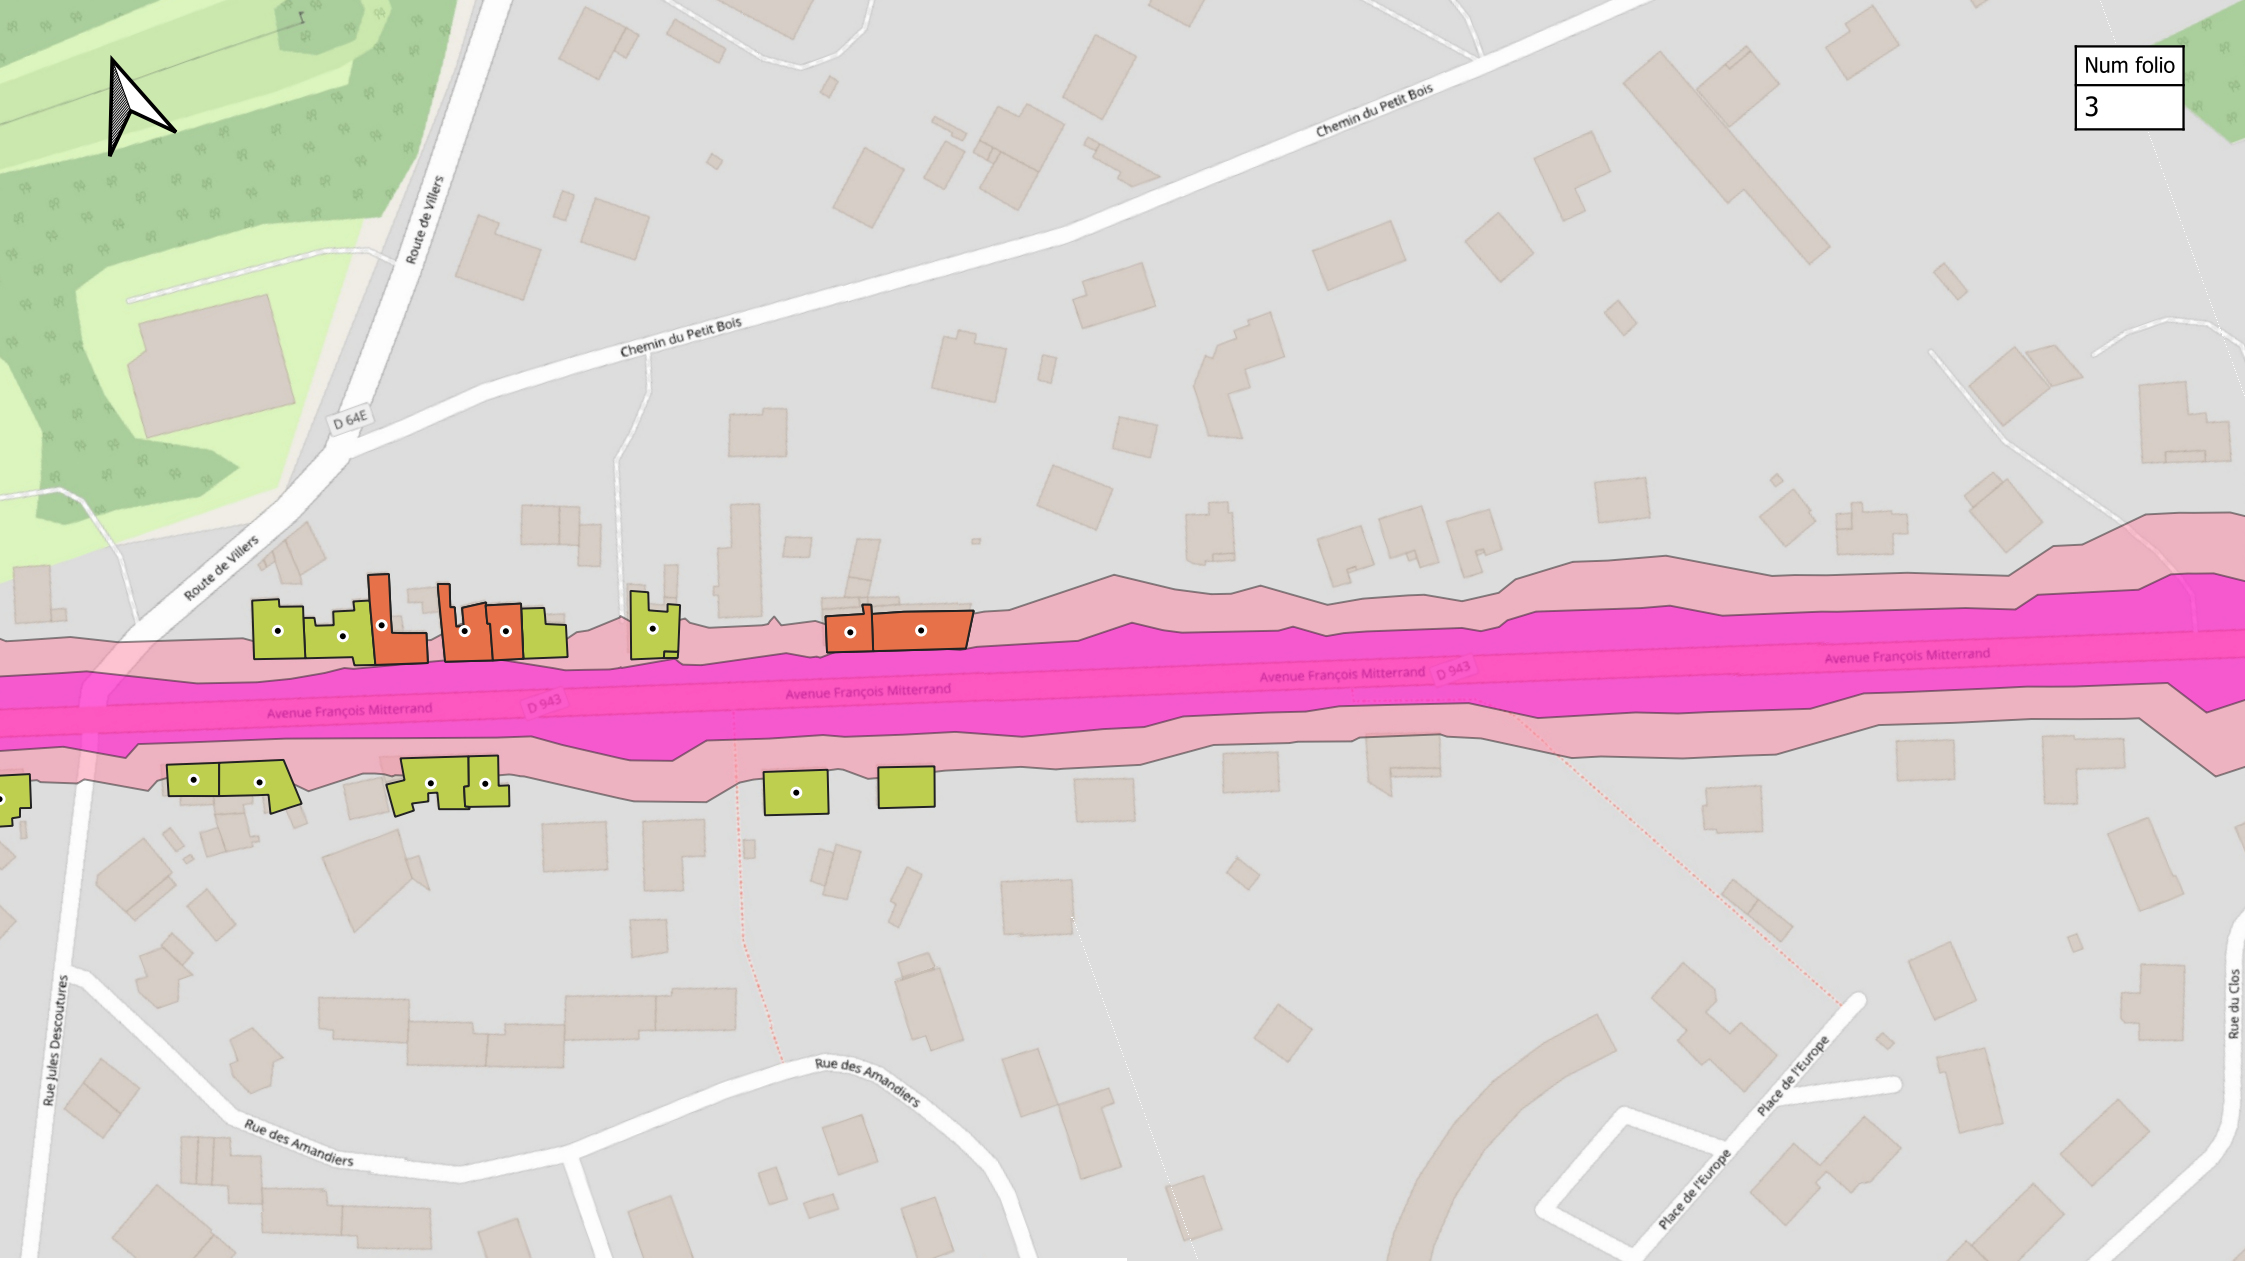 Num folio
3
Chemin du Petit Bois
Route de Villers
Chemin du Petit Bois
D 64E
Route de Villers
Avenue François Mitterrand
Avenue François Mitterrand
D 943
Avenue François Mitterrand
D 943
Avenue François Mitterrand
Rue Jules Descoutures
Rue du Clos
Rue des Amandiers
Place de l'Europe
Rue des Amandiers
Place de l'Europe